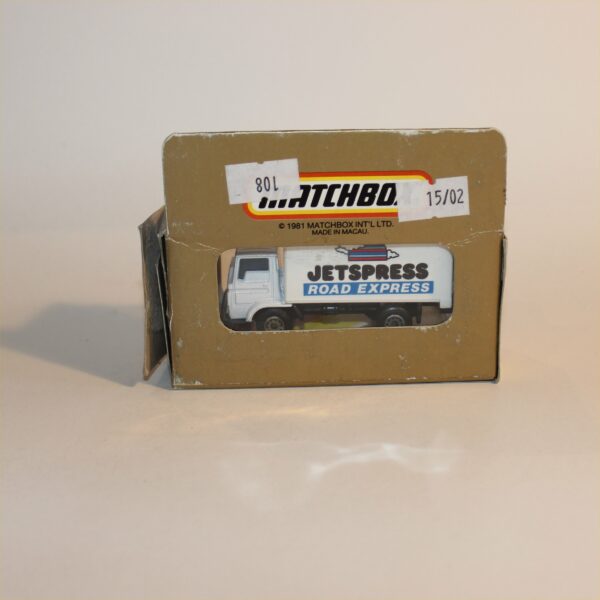 108
MATCHBOX
15/02
© 1981 MATCHBOX INT'L LTD.
MADE IN MACAU.
JETSPRESS
ROAD EXPRESS